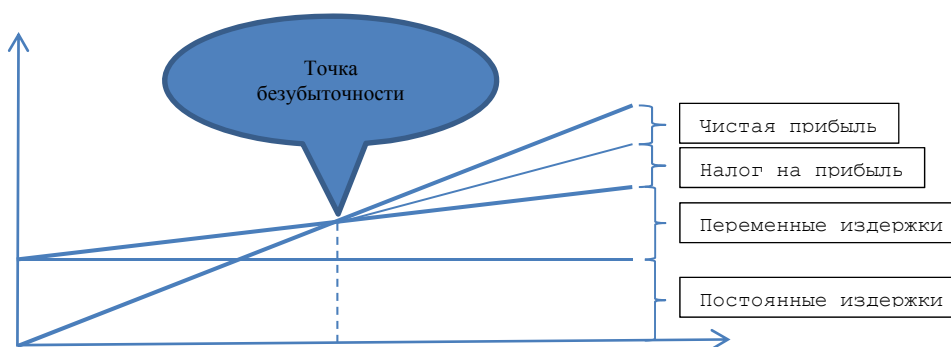 Точка
безубыточности
Чистая прибыль
Налог на прибыль
Переменные издержки
Постоянные издержки